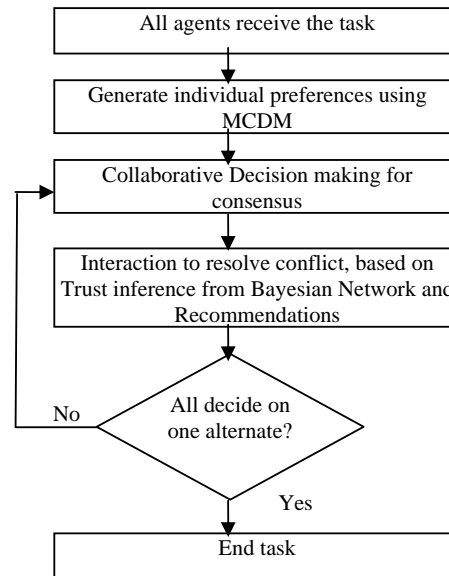 All agents receive the task
Generate individual preferences using
MCDM
Collaborative Decision making for
consensus
Interaction to resolve conflict, based on
Trust inference from Bayesian Network and
Recommendations
All decide on
one alternate?
No
Yes
End task